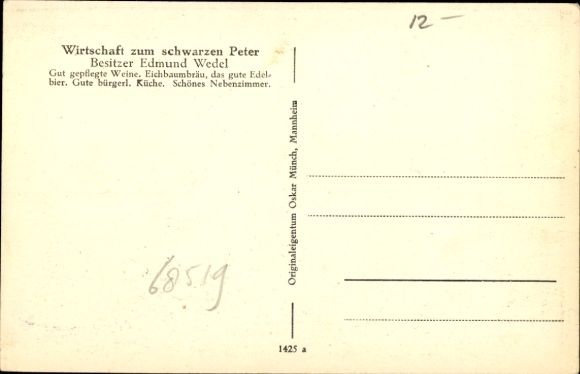 12 –
Wirtschaft zum schwarzen Peter
Besitzer Edmund Wedel
Gut gepflegte Weine. Eichbaumbräu, das gute Edel-
bier. Gute bürgerl. Küche. Schönes Nebenzimmer.
Originaleigentum Oskar Münch, Mannheim
68519
1425 a